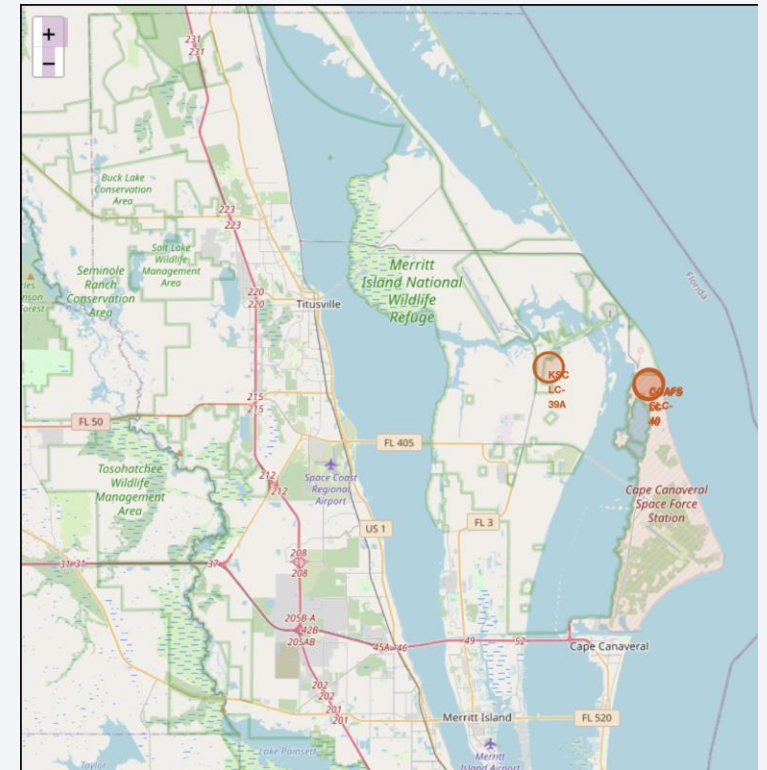 +
−
231
231
Buck Lake
Conservation
Area
223
223
Salt Lake
Wildlife
Management
Area
Seminole
Ranch
Conservation
Area
220
220
Titusville
Merritt
Island National
Wildlife
Refuge
Florida
KSC
LC-
39A
40
215
215
FL 50
FL 405
Tosohatchee
Wildlife
Management
Area
212
212
Space Coast
Regional
Airport
Cape Canaveral
Space Force
Station
US 1
FL 3
31
31
37
208
208
205B-A
42B
205AB
45A
46
49
52
Cape Canaveral
202
202
201
201
Merritt Island
FL 520
Lake Poinsett
Merritt
Island Airport
Taylor